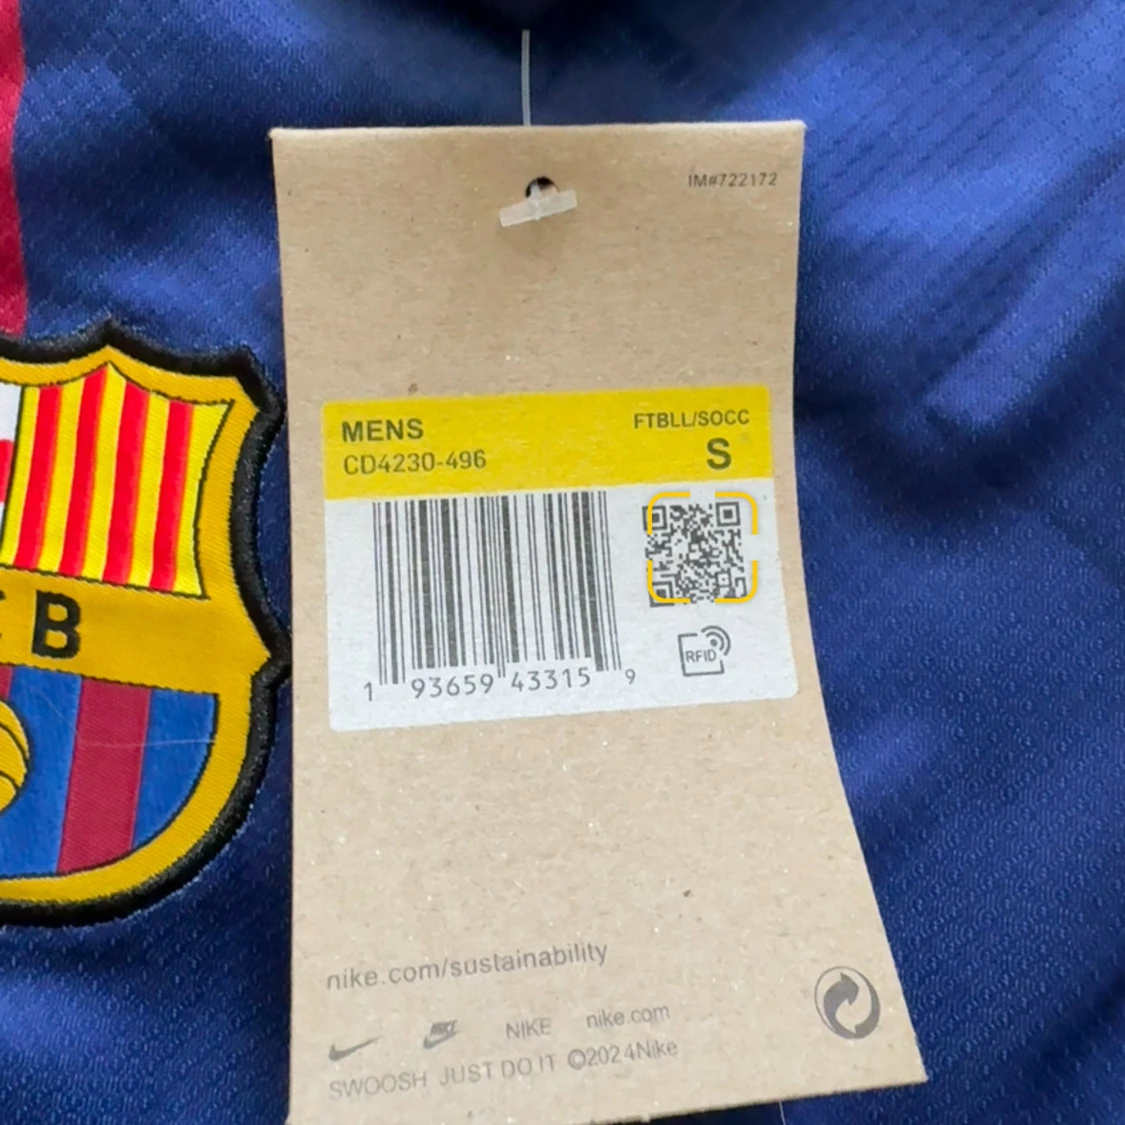 IM#722172
MENS
FTBLL/SOCC
CD4230-496
S
1 93659 43315 9
RFID
B
nike.com/sustainability
NIKE nike.com
SWOOSH JUST DO IT ©2024Nike